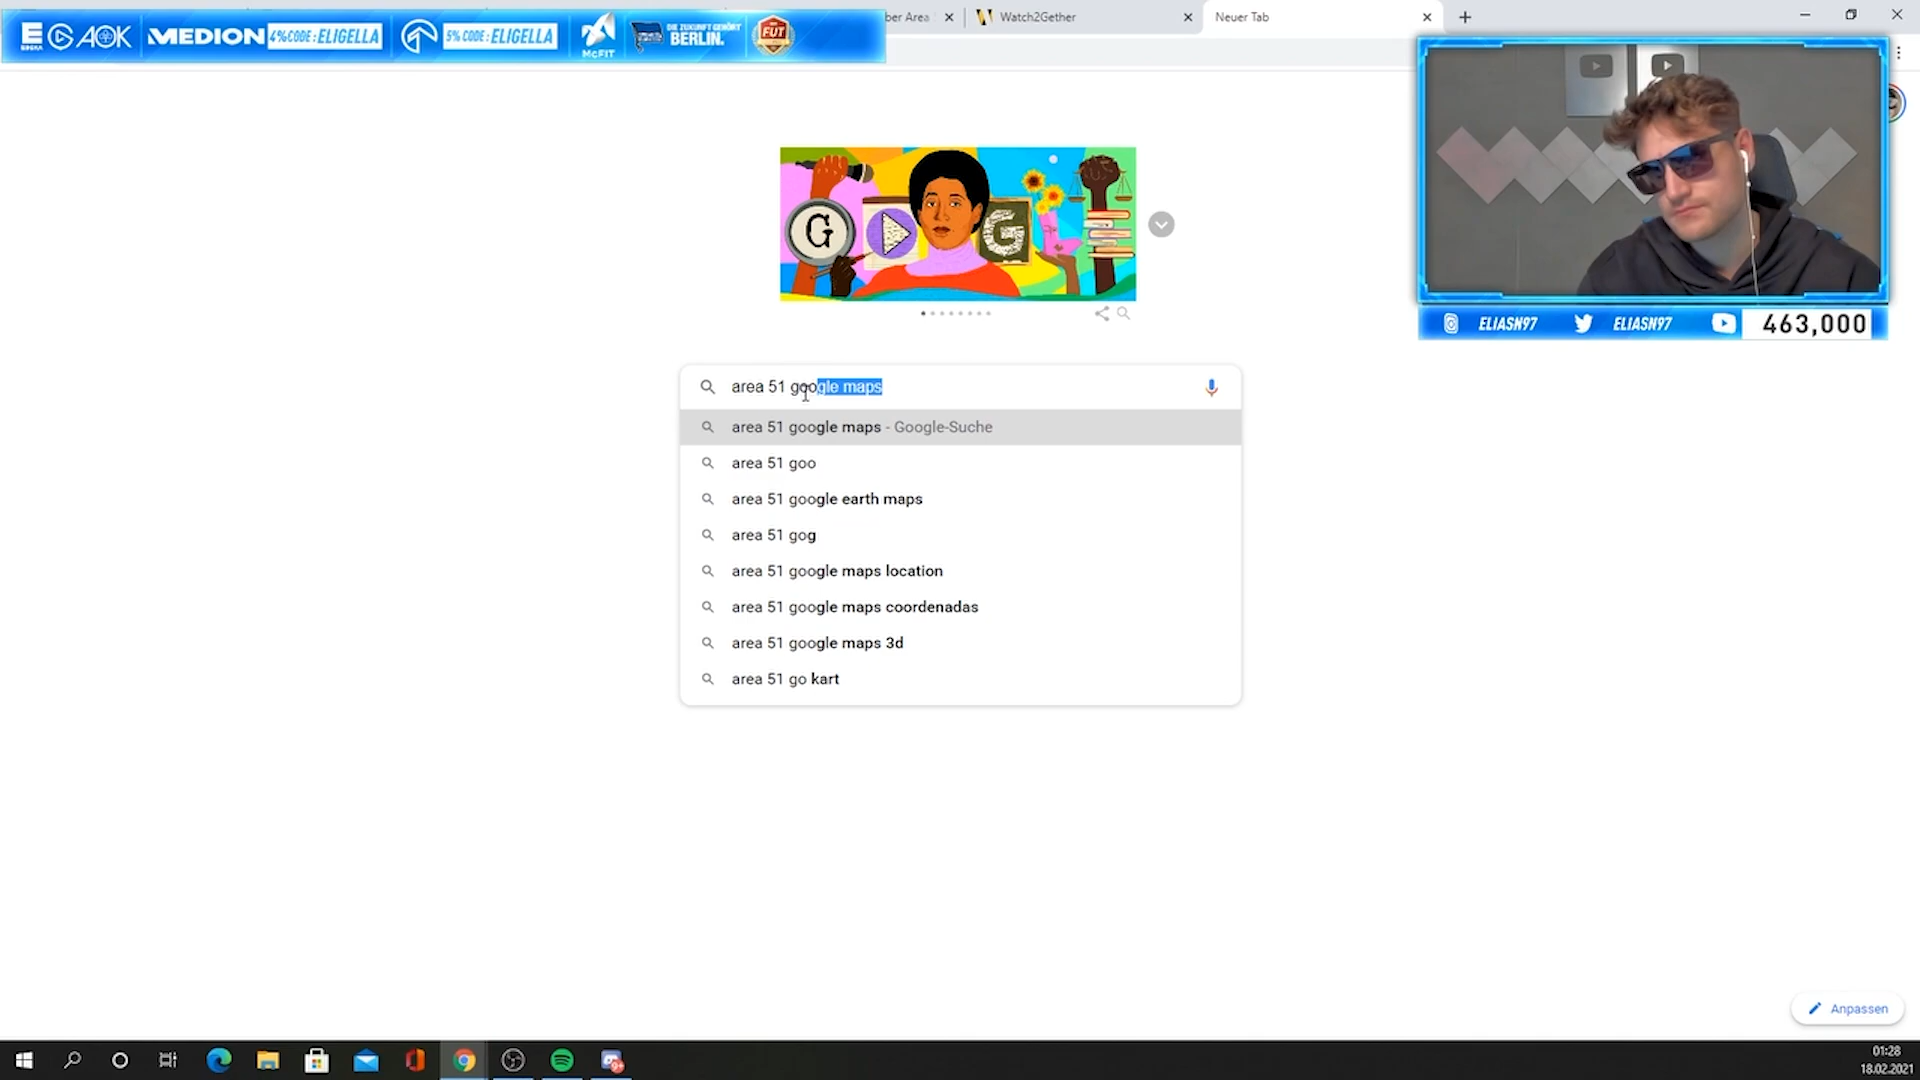 ber Area
Watch2Gether
Neuer Tab
AOK
MEDION
4%CODE:ELIGELLA
5% CODE:ELIGELLA
McFIT
DIE ZUKUNFT GEHÖRT
BERLIN.
FUT
G G
ELIASN97
ELIASN97
463,000
area 51 google maps
area 51 google maps - Google-Suche
area 51 goo
area 51 google earth maps
area 51 gog
area 51 google maps location
area 51 google maps coordenadas
area 51 google maps 3d
area 51 go kart
Anpassen
01:28
18.02.2021